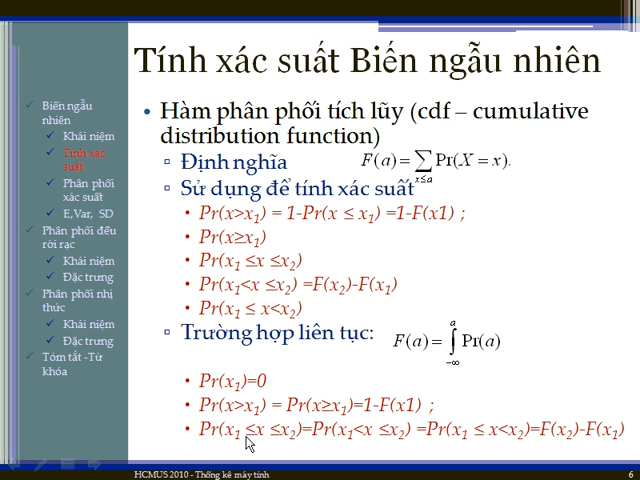 Tính xác suất Biến ngẫu nhiên
Biến ngẫu
nhiên
Khái niệm
Tính xác
suất
Phân phối
xác suất
E,Var, SD
Phân phối đều
rời rạc
Khái niệm
Đặc trưng
Phân phối nhị
thức
Khái niệm
Đặc trưng
Tóm tắt -Từ
khóa
• Hàm phân phối tích lũy (cdf – cumulative
distribution function)
▫ Định nghĩa F(a) = ∑ Pr(X = x).
x≤a
▫ Sử dụng để tính xác suất
• Pr(x>x₁) = 1-Pr(x ≤ x₁) =1-F(x1) ;
• Pr(x≥x₁)
• Pr(x₁ ≤x ≤x₂)
• Pr(x₁<x ≤x₂) =F(x₂)-F(x₁)
• Pr(x₁ ≤ x<x₂)
▫ Trường hợp liên tục:
a
F(a) = ∫ Pr(a)
−∞
• Pr(x₁)=0
• Pr(x>x₁) = Pr(x≥x₁)=1-F(x1) ;
• Pr(x₁ ≤x ≤x₂)=Pr(x₁<x ≤x₂) =Pr(x₁ ≤ x<x₂)=F(x₂)-F(x₁)
HCMUS 2010 - Thống kê máy tính
6